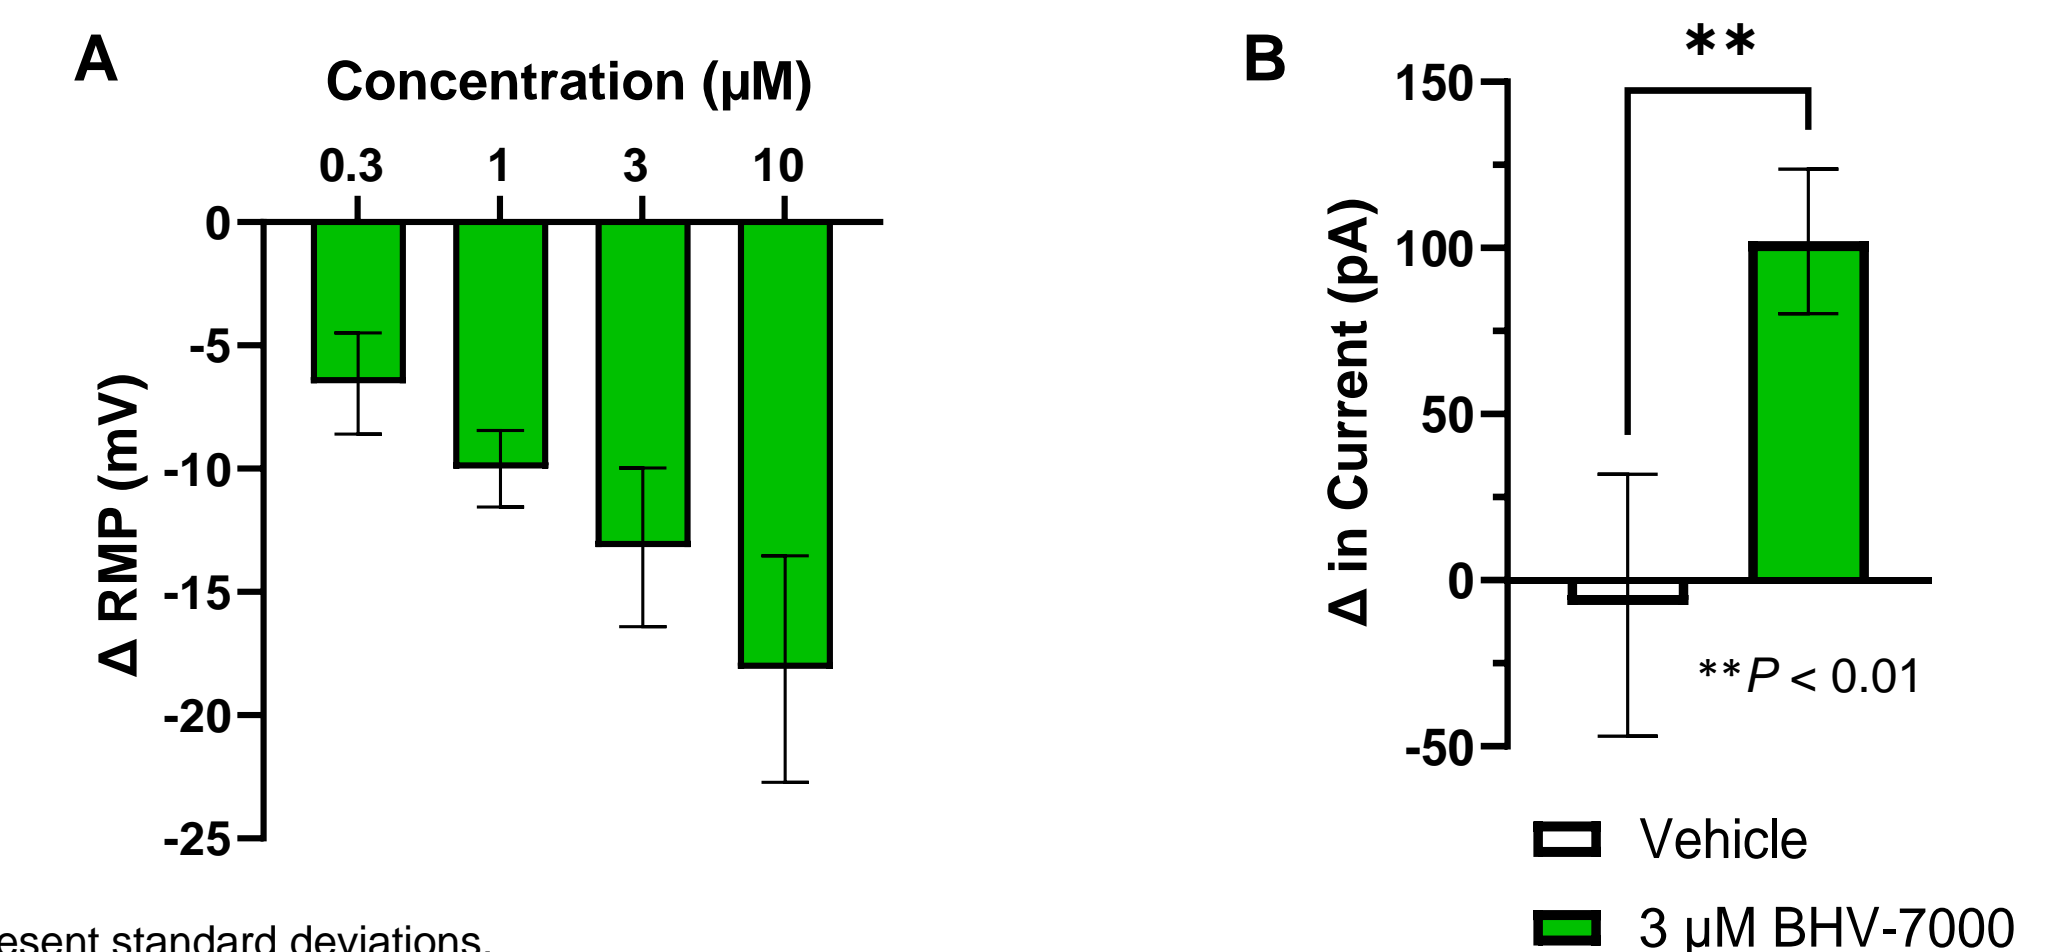 A
Concentration (µM)
0.3 1 3 10
0
-5
-10
-15
-20
-25
Δ RMP (mV)
standard deviations.
B
**
150
100
50
0
-50
Δ in Current (pA)
**P < 0.01
Vehicle
3 µM BHV-7000